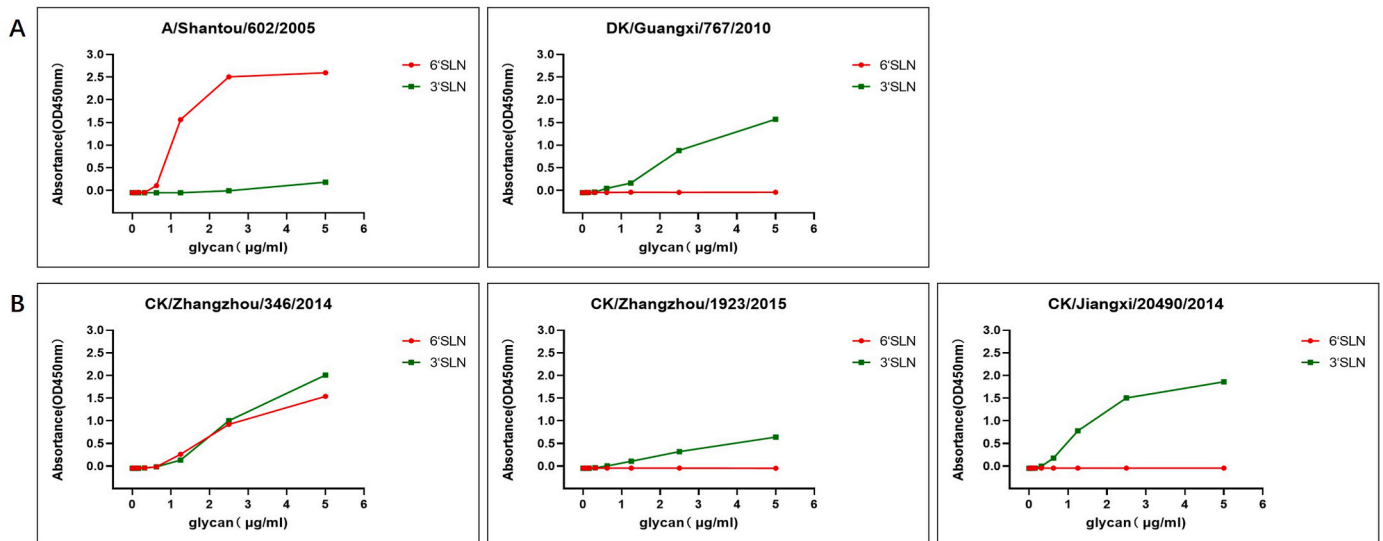 A
A/Shantou/602/2005
Absortance(OD450nm)
3.0
2.5
2.0
1.5
1.0
0.5
0.0
0 1 2 3 4 5 6
glycan( μg/ml)
6'SLN
3'SLN
DK/Guangxi/767/2010
Absortance(OD450nm)
3.0
2.5
2.0
1.5
1.0
0.5
0.0
0 1 2 3 4 5 6
glycan( μg/ml)
6'SLN
3'SLN
B
CK/Zhangzhou/346/2014
Absortance(OD450nm)
3.0
2.5
2.0
1.5
1.0
0.5
0.0
0 1 2 3 4 5 6
glycan( μg/ml)
6'SLN
3'SLN
CK/Zhangzhou/1923/2015
Absortance(OD450nm)
3.0
2.5
2.0
1.5
1.0
0.5
0.0
0 1 2 3 4 5 6
glycan( μg/ml)
6'SLN
3'SLN
CK/Jiangxi/20490/2014
Absortance(OD450nm)
3.0
2.5
2.0
1.5
1.0
0.5
0.0
0 1 2 3 4 5 6
glycan( μg/ml)
6'SLN
3'SLN